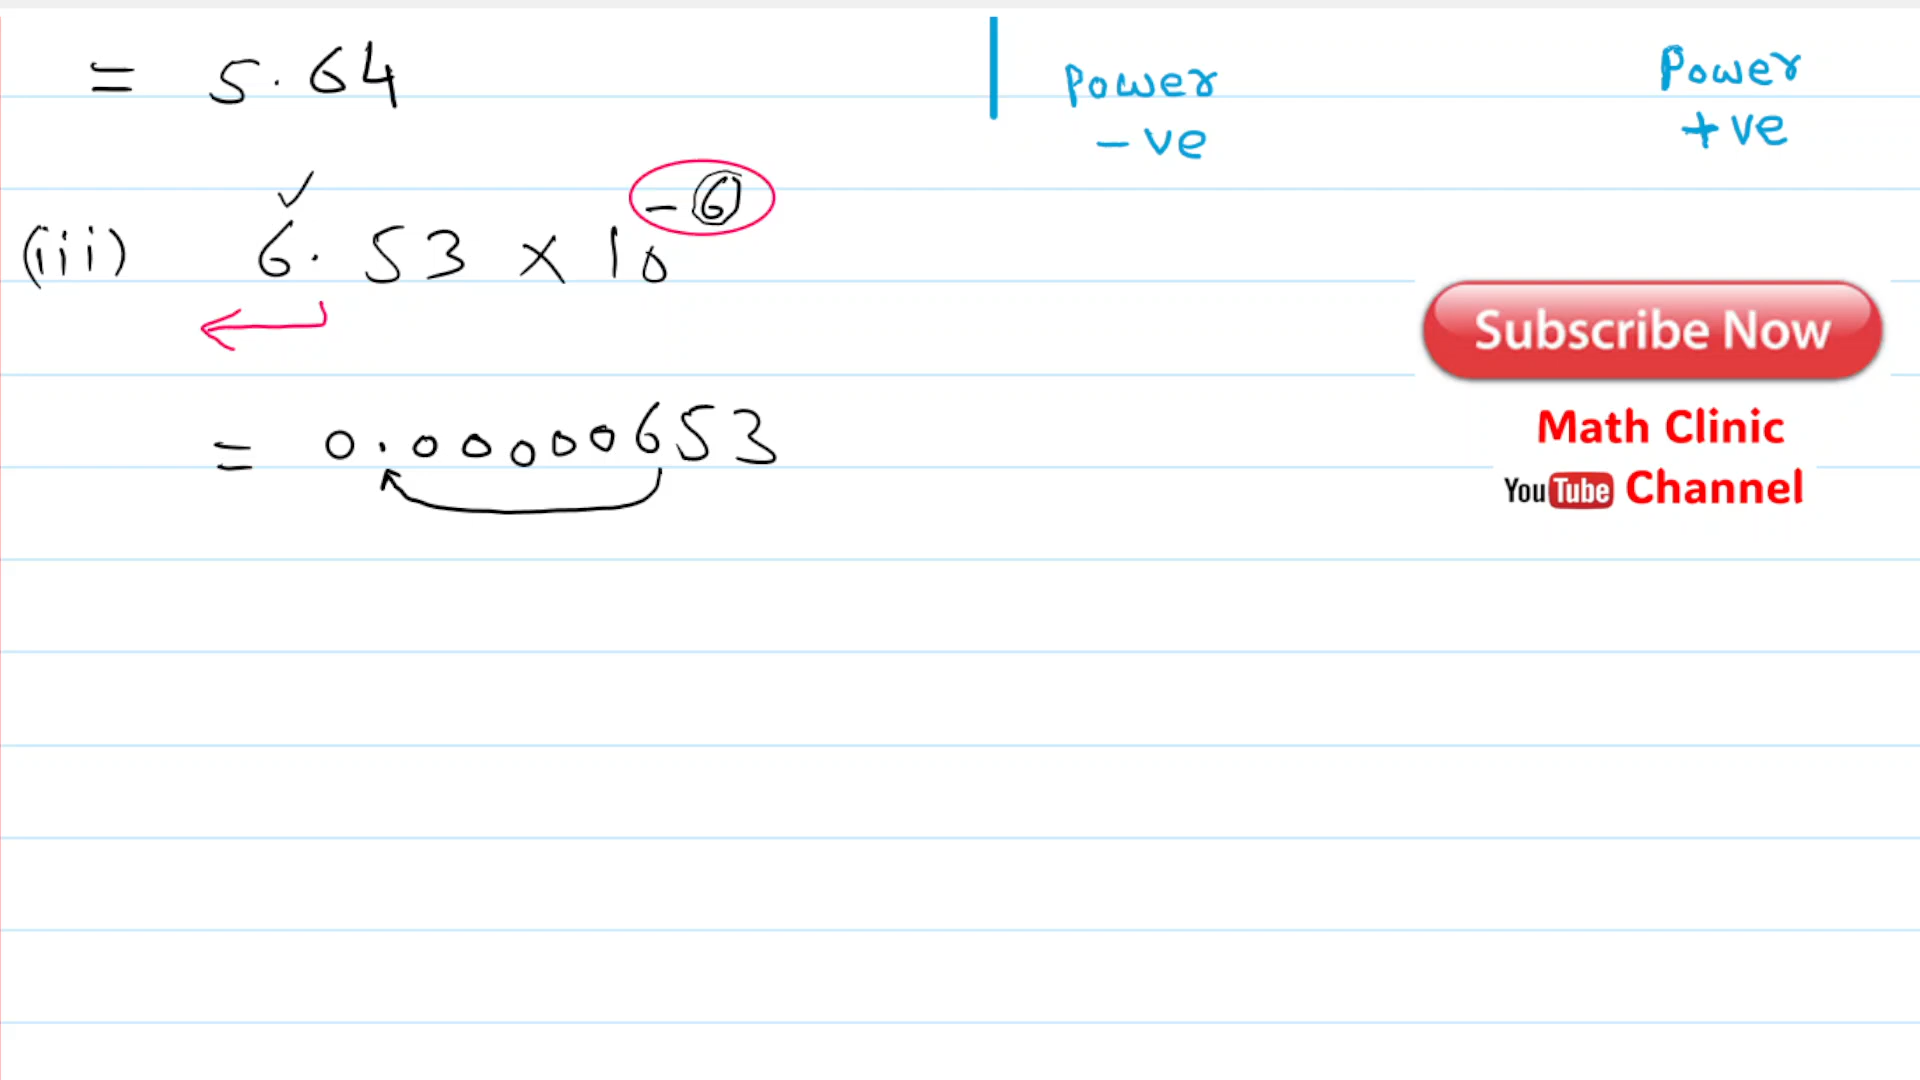 = 5.64
Power
-ve
Power
+ve
(iii) 6.53 × 10⁻⁶
= 0.00000653
Subscribe Now
Math Clinic
YouTube Channel